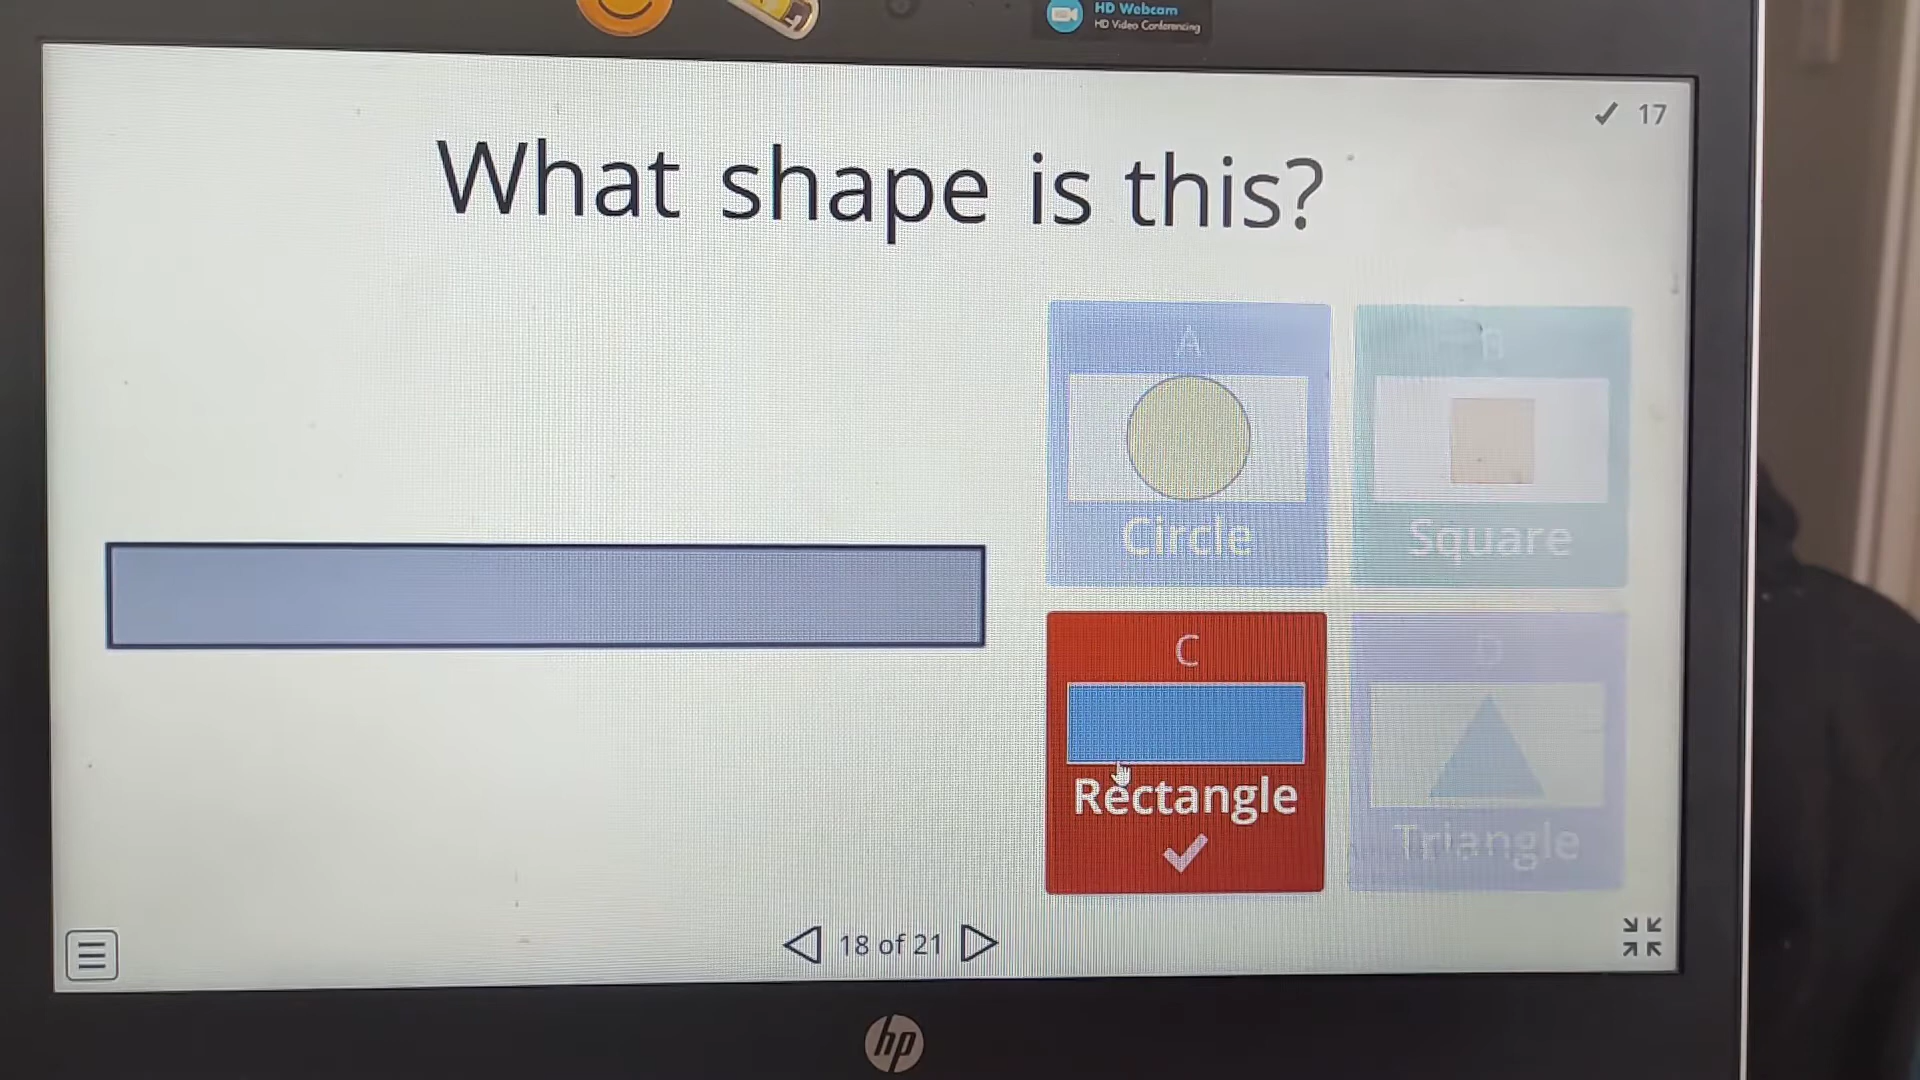 HD Webcam
HD Video Conferencing
✓ 17
What shape is this?
A
Circle
B
Square
C
Rectangle
D
Triangle
18 of 21
hp